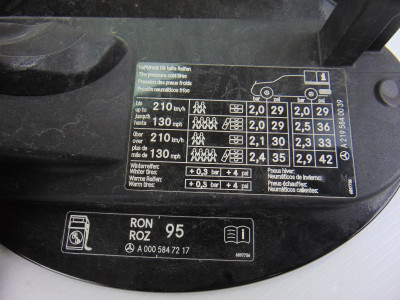 Luftdruck für kalte Reifen
Tire pressure cold tires
Pression des pneus froids
Presión neumáticos fríos
bar psi bar psi
bis
up to 210 km/h 2,0 29 2,0 29
jusqu'à
hasta 130 mph 2,0 29 2,5 36
über
over 210 km/h 2,1 30 2,3 33
plus de
más de 130 mph 2,4 35 2,9 42
Winterreifen:
Winter tires: + 0,3 bar + 4 psi
Pneus hiver:
Neumáticos de invierno:
Warme Reifen:
Warm tires: + 0,3 bar + 4 psi
Pneus échauffés:
Neumáticos calientes:
A 219 584 00 39
RON
ROZ 95
A 000 584 72 17